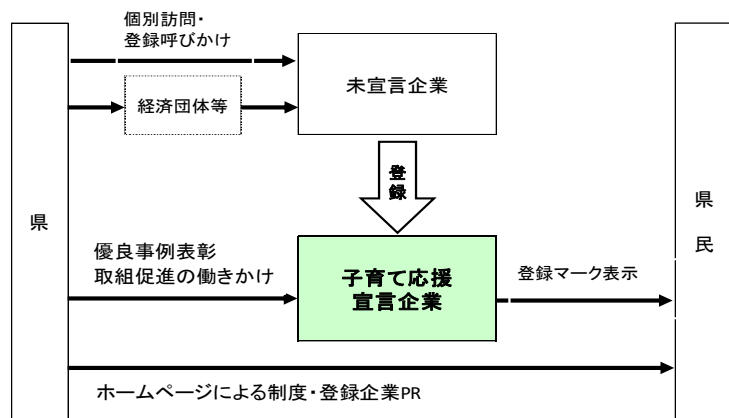 個別訪問・
登録呼びかけ
未宣言企業
経済団体等
登
録
県
県
民
優良事例表彰
取組促進の働きかけ
子育て応援
宣言企業
登録マーク表示
ホームページによる制度・登録企業PR